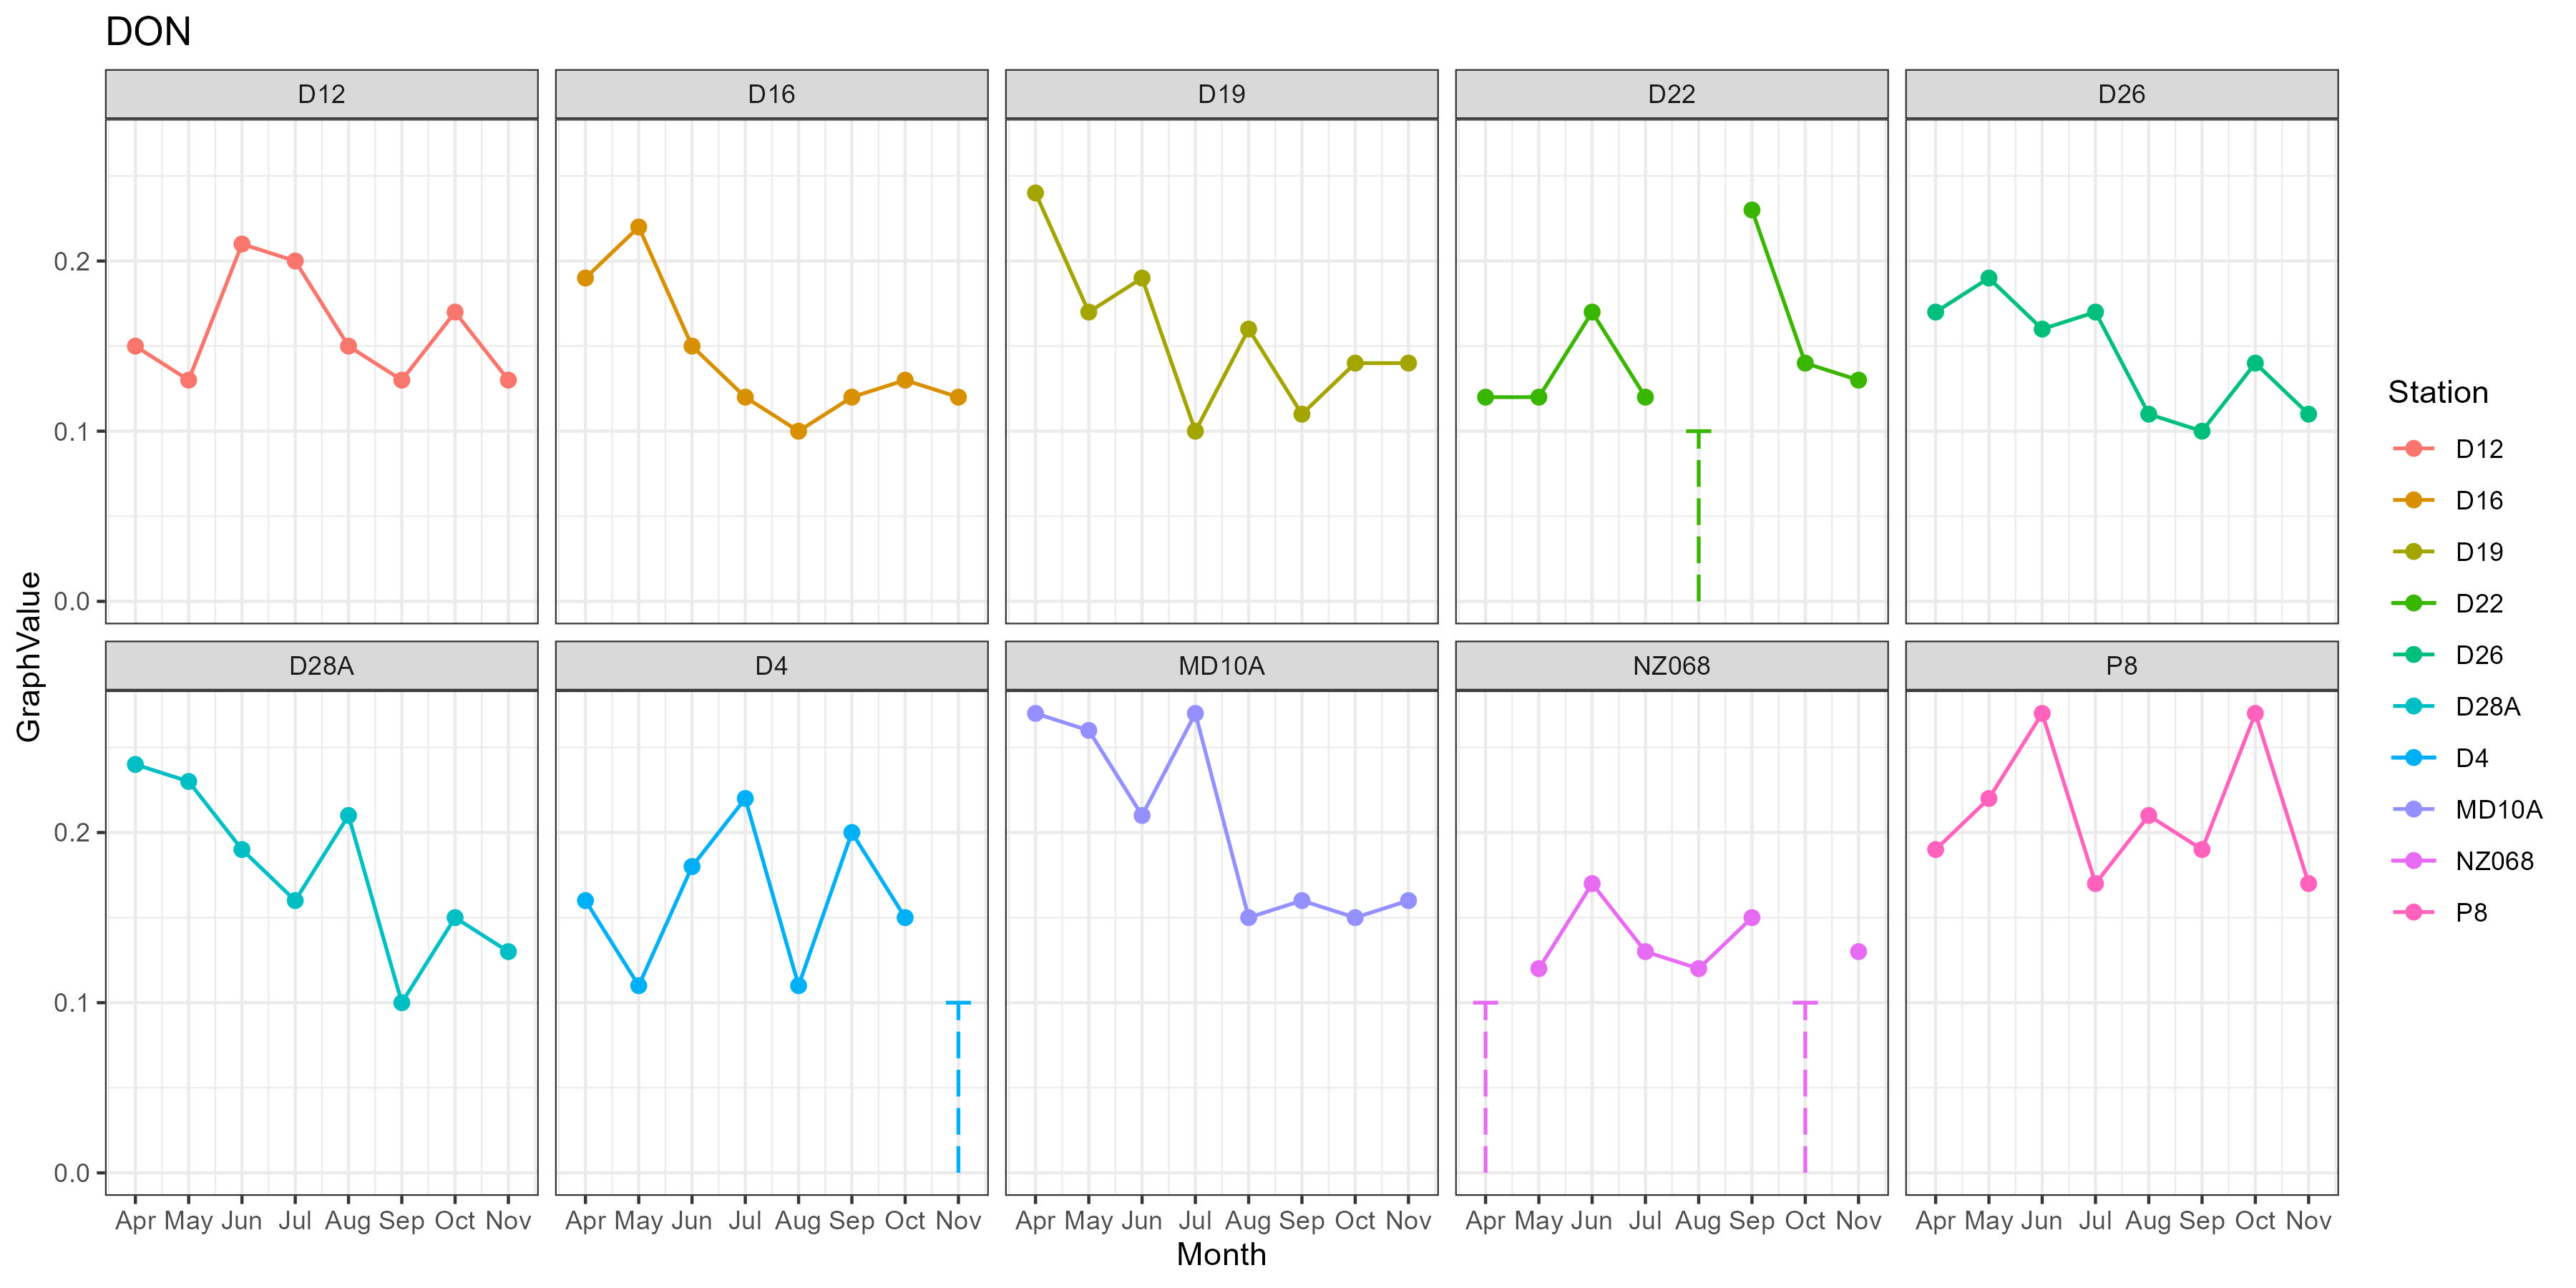 DON
D12 D16 D19 D22 D26
0.2
0.1
0.0
D28A D4 MD10A NZ068 P8
0.2
0.1
0.0
Apr May Jun Jul Aug Sep Oct Nov Apr May Jun Jul Aug Sep Oct Nov Apr May Jun Jul Aug Sep Oct Nov Apr May Jun Jul Aug Sep Oct Nov Apr May Jun Jul Aug Sep Oct Nov
Month
GraphValue
Station
D12
D16
D19
D22
D26
D28A
D4
MD10A
NZ068
P8